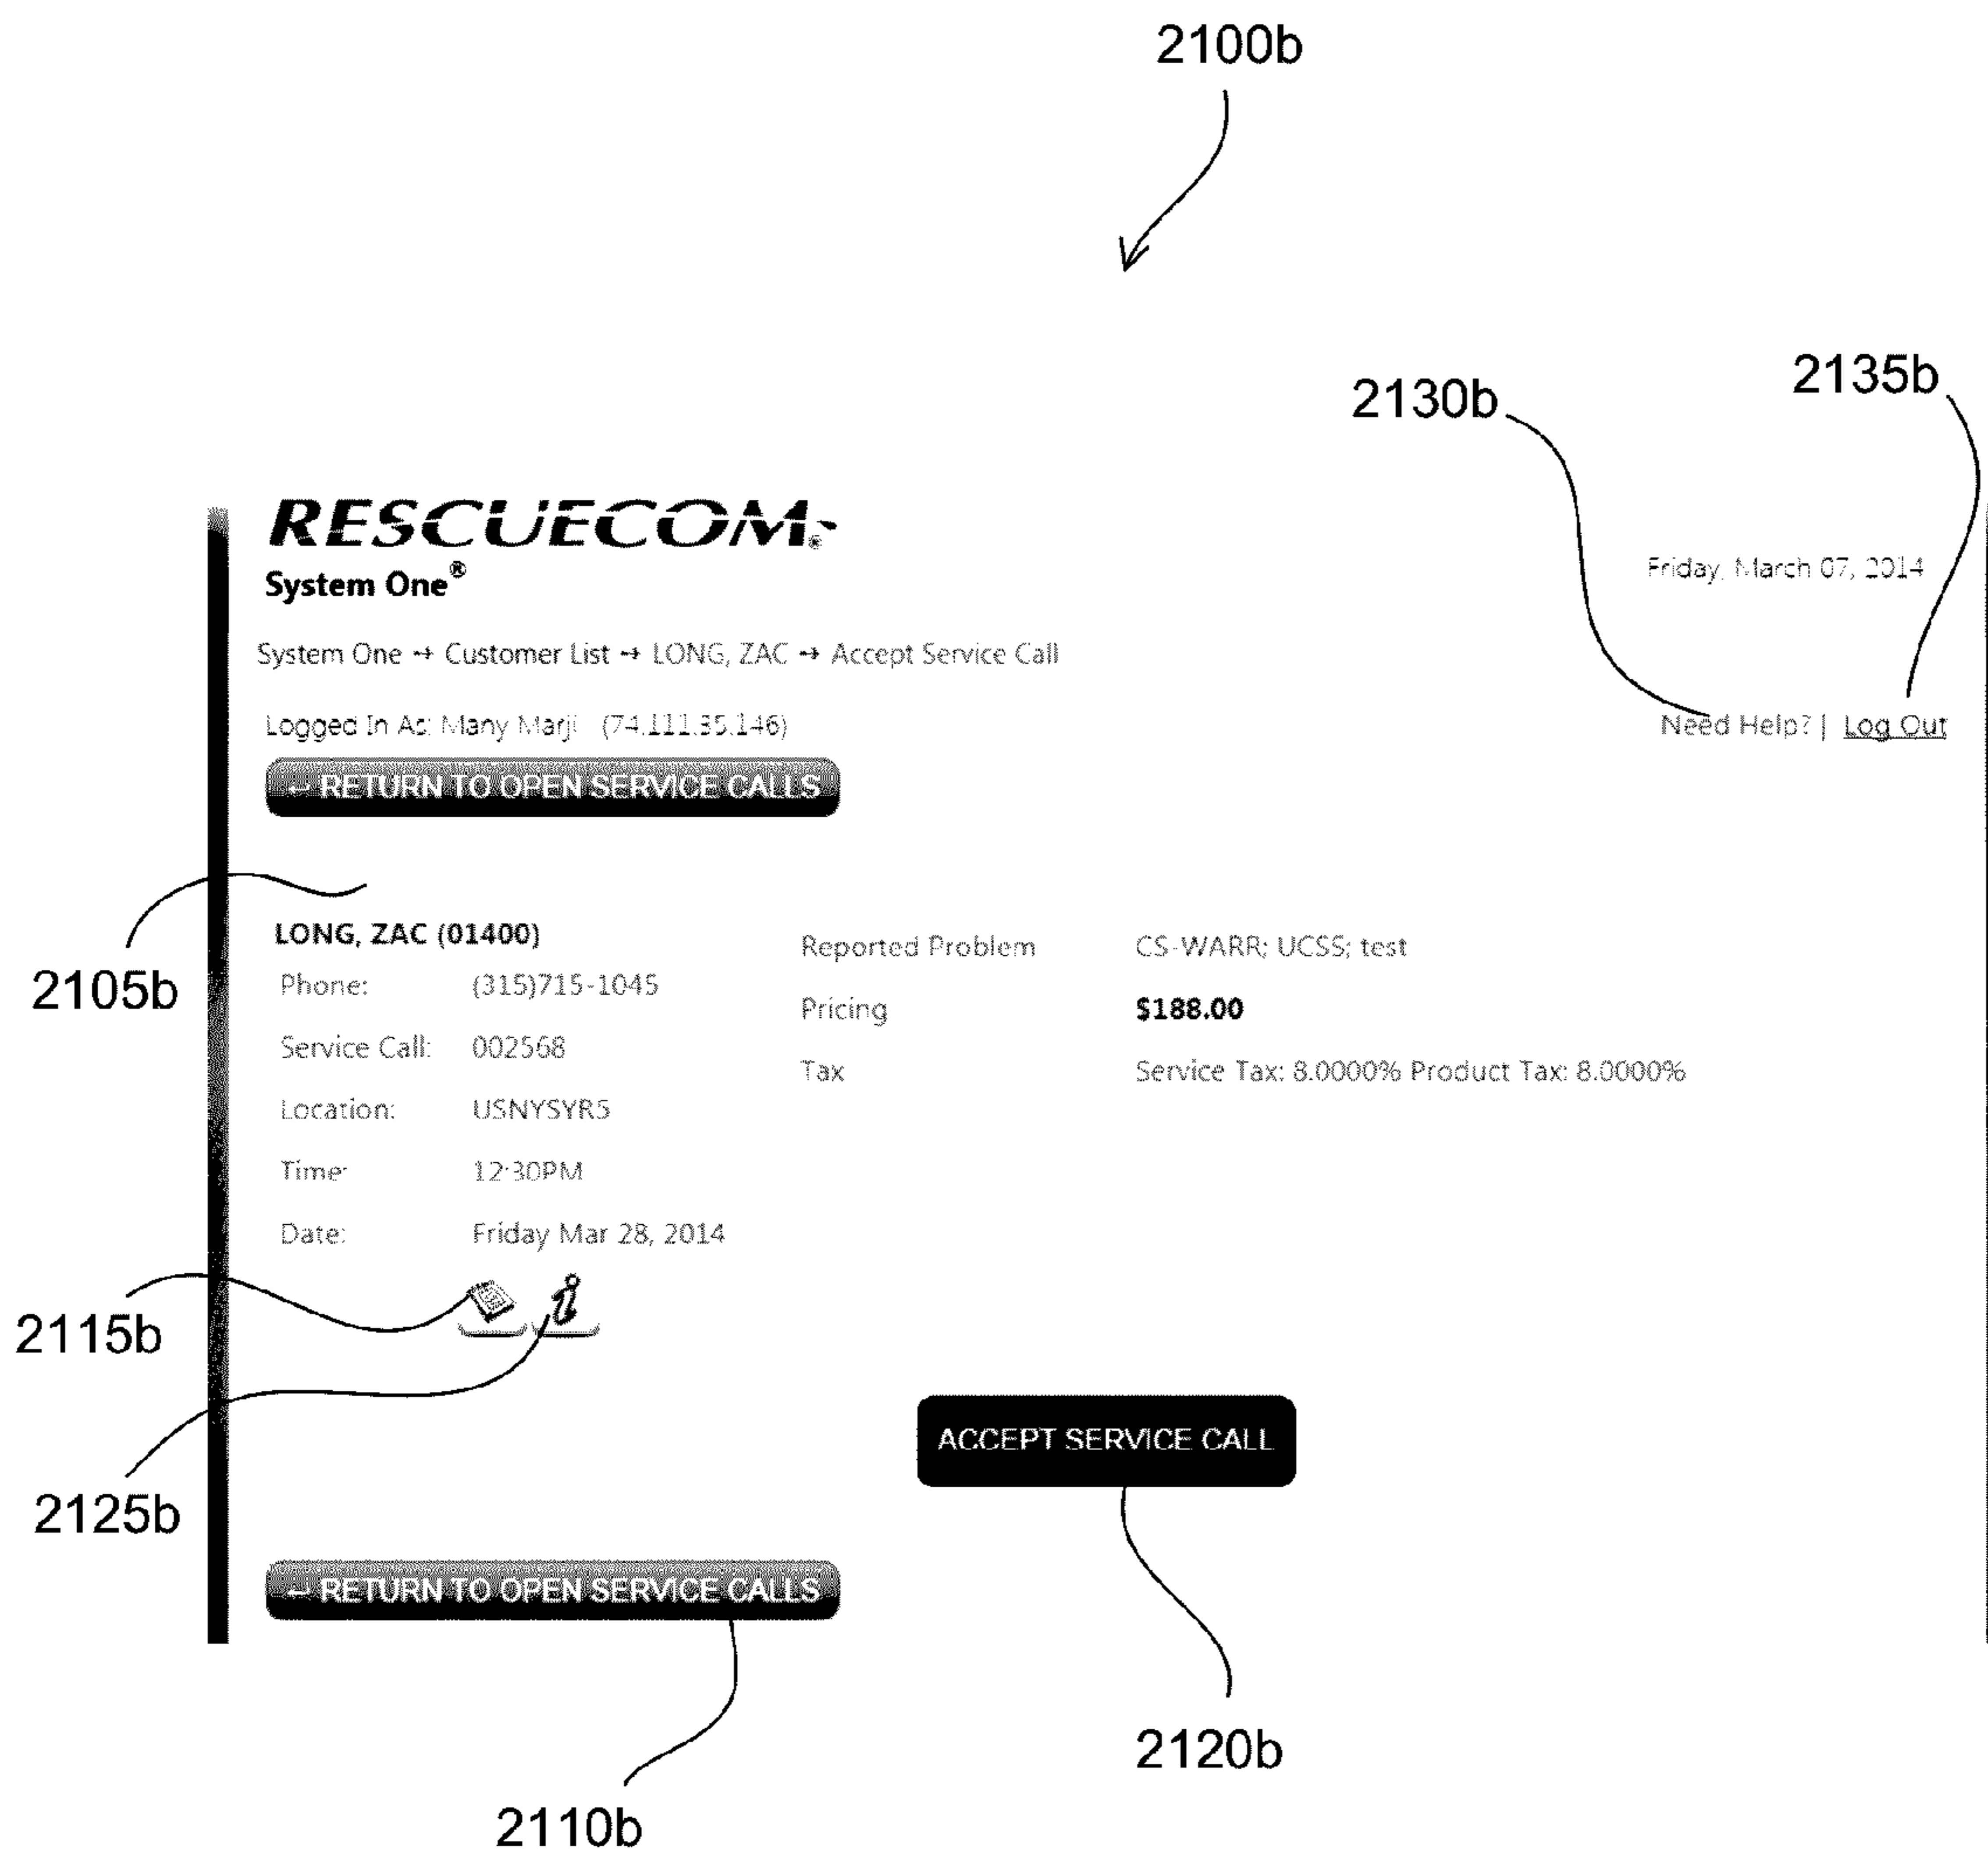 2100b
2135b
2130b
RESCUECOM®
System One®
Friday, March 07, 2014
System One → Customer List → LONG, ZAC → Accept Service Call
Logged In As: Many Marji (74.111.35.146)
Need Help? | Log Out
← RETURN TO OPEN SERVICE CALLS
2105b
LONG, ZAC (01400)
Phone: (315)715-1045
Service Call: 002568
Location: USNYSYR5
Time: 12:30PM
Date: Friday Mar 28, 2014
Reported Problem CS-WARR; UCSS; test
Pricing $188.00
Tax Service Tax: 8.0000% Product Tax: 8.0000%
2115b
2125b
ACCEPT SERVICE CALL
← RETURN TO OPEN SERVICE CALLS
2120b
2110b